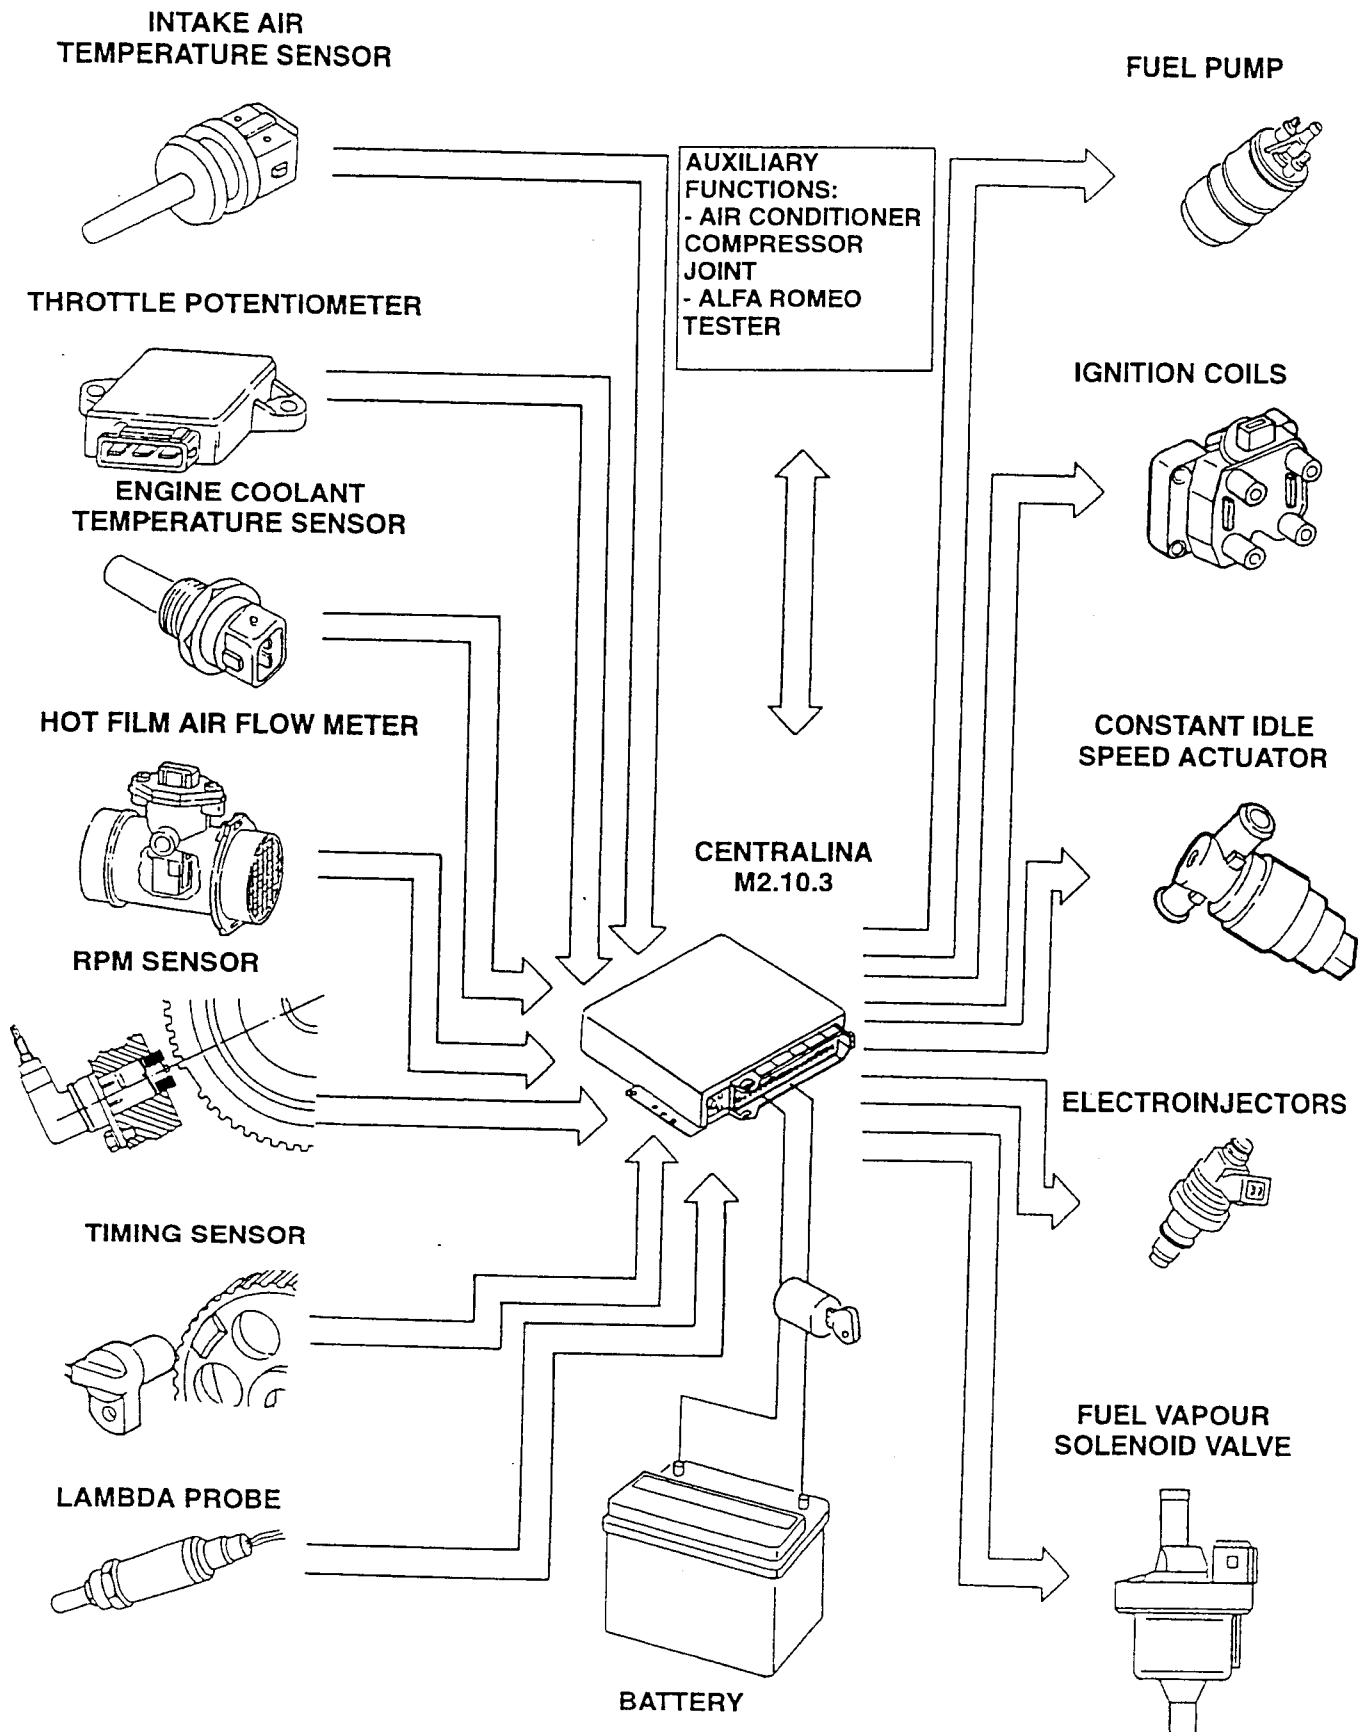 INTAKE AIR
TEMPERATURE SENSOR
THROTTLE POTENTIOMETER
ENGINE COOLANT
TEMPERATURE SENSOR
HOT FILM AIR FLOW METER
RPM SENSOR
TIMING SENSOR
LAMBDA PROBE
AUXILIARY
FUNCTIONS:
- AIR CONDITIONER
COMPRESSOR
JOINT
- ALFA ROMEO
TESTER
CENTRALINA
M2.10.3
BATTERY
FUEL PUMP
IGNITION COILS
CONSTANT IDLE
SPEED ACTUATOR
ELECTROINJECTORS
FUEL VAPOUR
SOLENOID VALVE